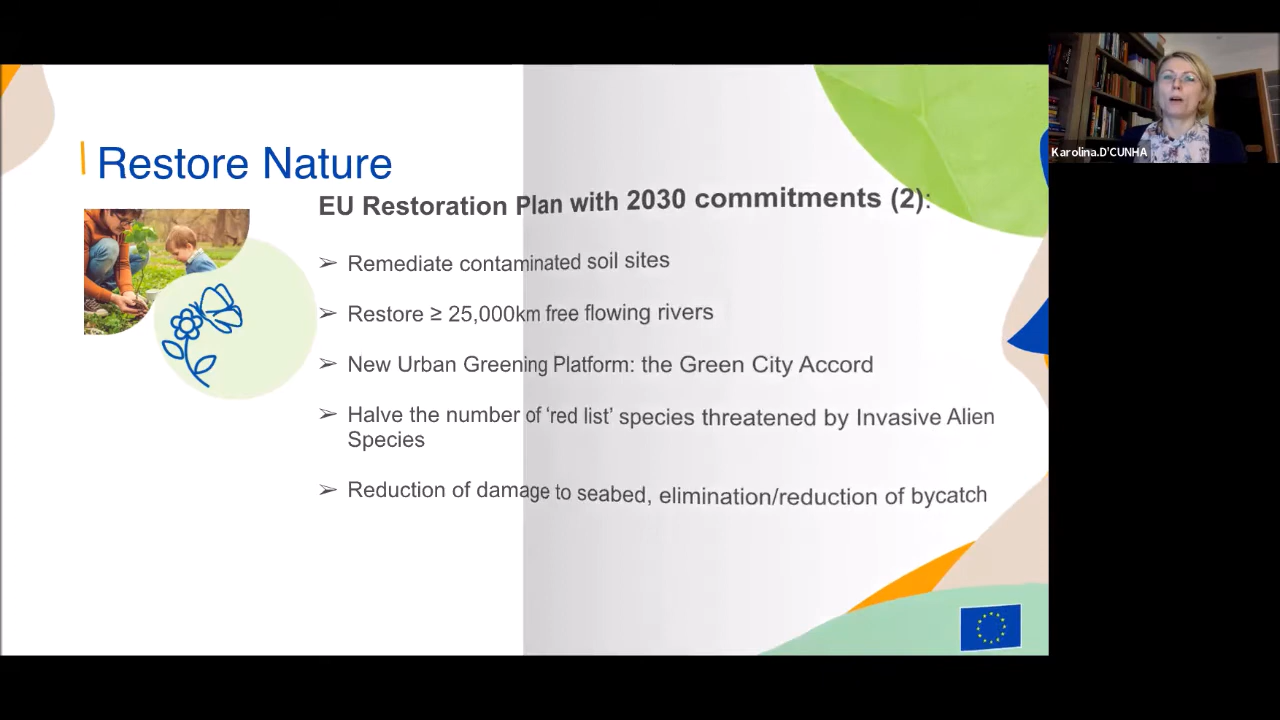 Karolina.D'CUNHA
Restore Nature
EU Restoration Plan with 2030 commitments (2):
➢ Remediate contaminated soil sites
➢ Restore ≥ 25,000km free flowing rivers
➢ New Urban Greening Platform: the Green City Accord
➢ Halve the number of ‘red list’ species threatened by Invasive Alien
Species
➢ Reduction of damage to seabed, elimination/reduction of bycatch